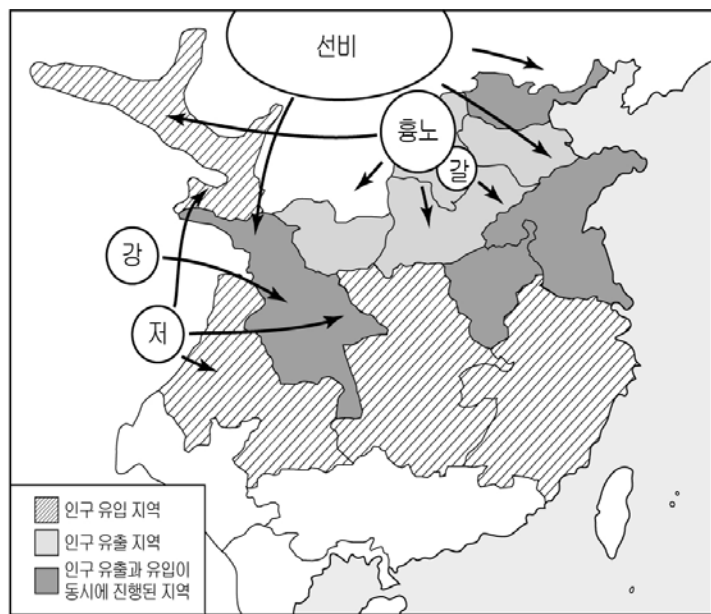 선비
흉노
갈
강
저
인구 유입 지역
인구 유출 지역
인구 유출과 유입이
동시에 진행된 지역